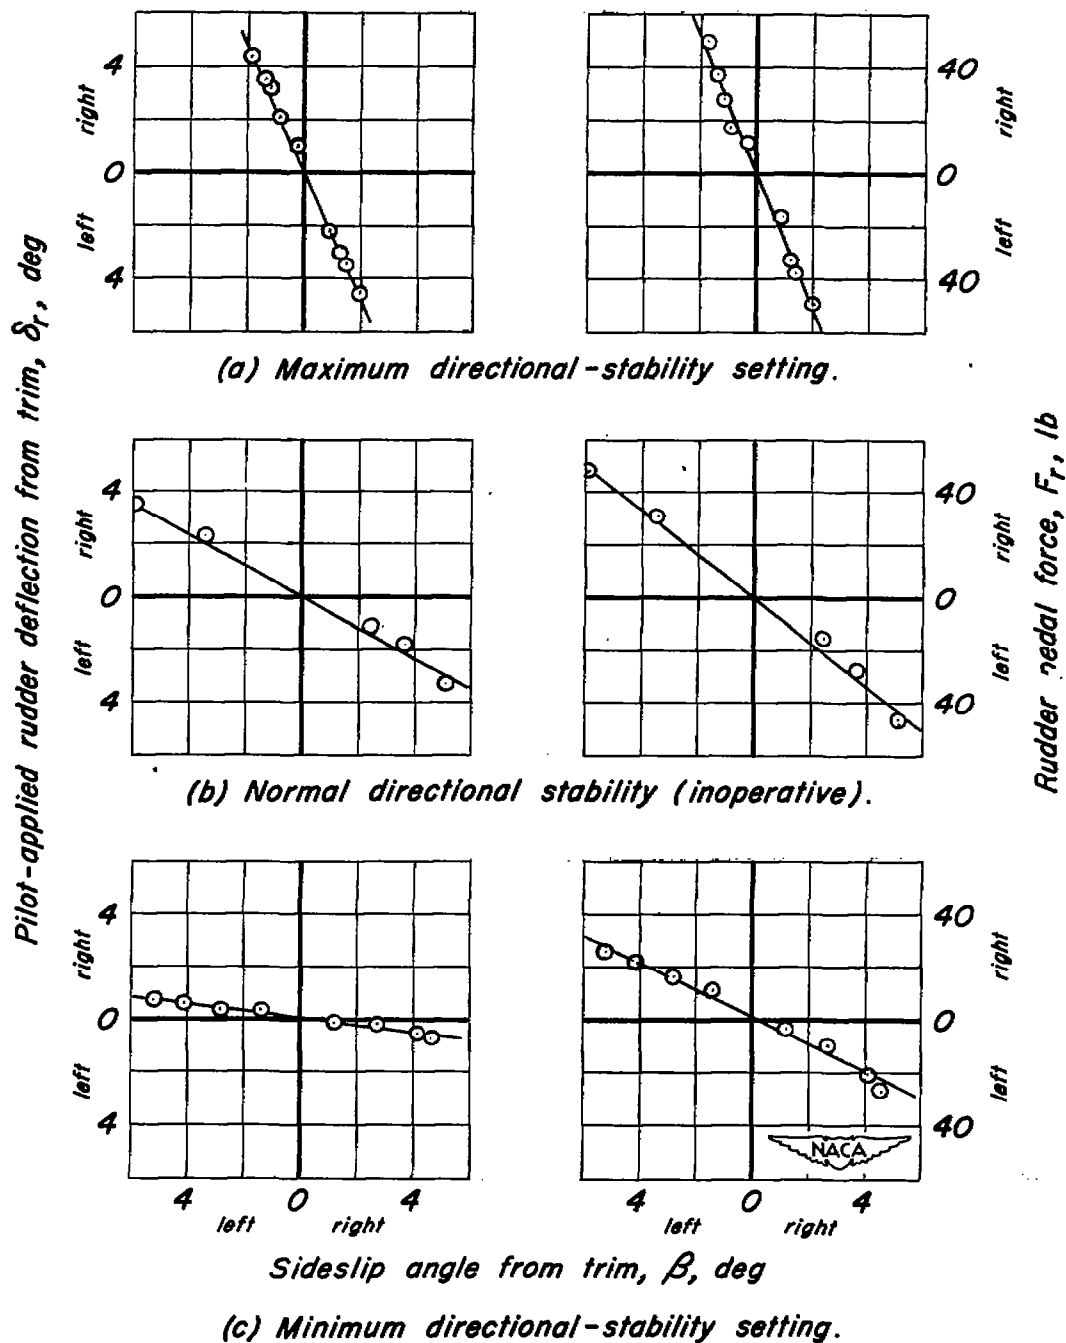 Pilot-applied rudder deflection from trim, δr, deg
4
right
0
left
4
40
right
0
left
40
(a) Maximum directional-stability setting.
4
right
0
left
4
40
right
0
left
40
Rudder pedal force, Fr, lb
(b) Normal directional stability (inoperative).
4
right
0
left
4
40
right
0
left
40
NACA
4 0 4
left right
4 0 4
left right
Sideslip angle from trim, β, deg
(c) Minimum directional-stability setting.